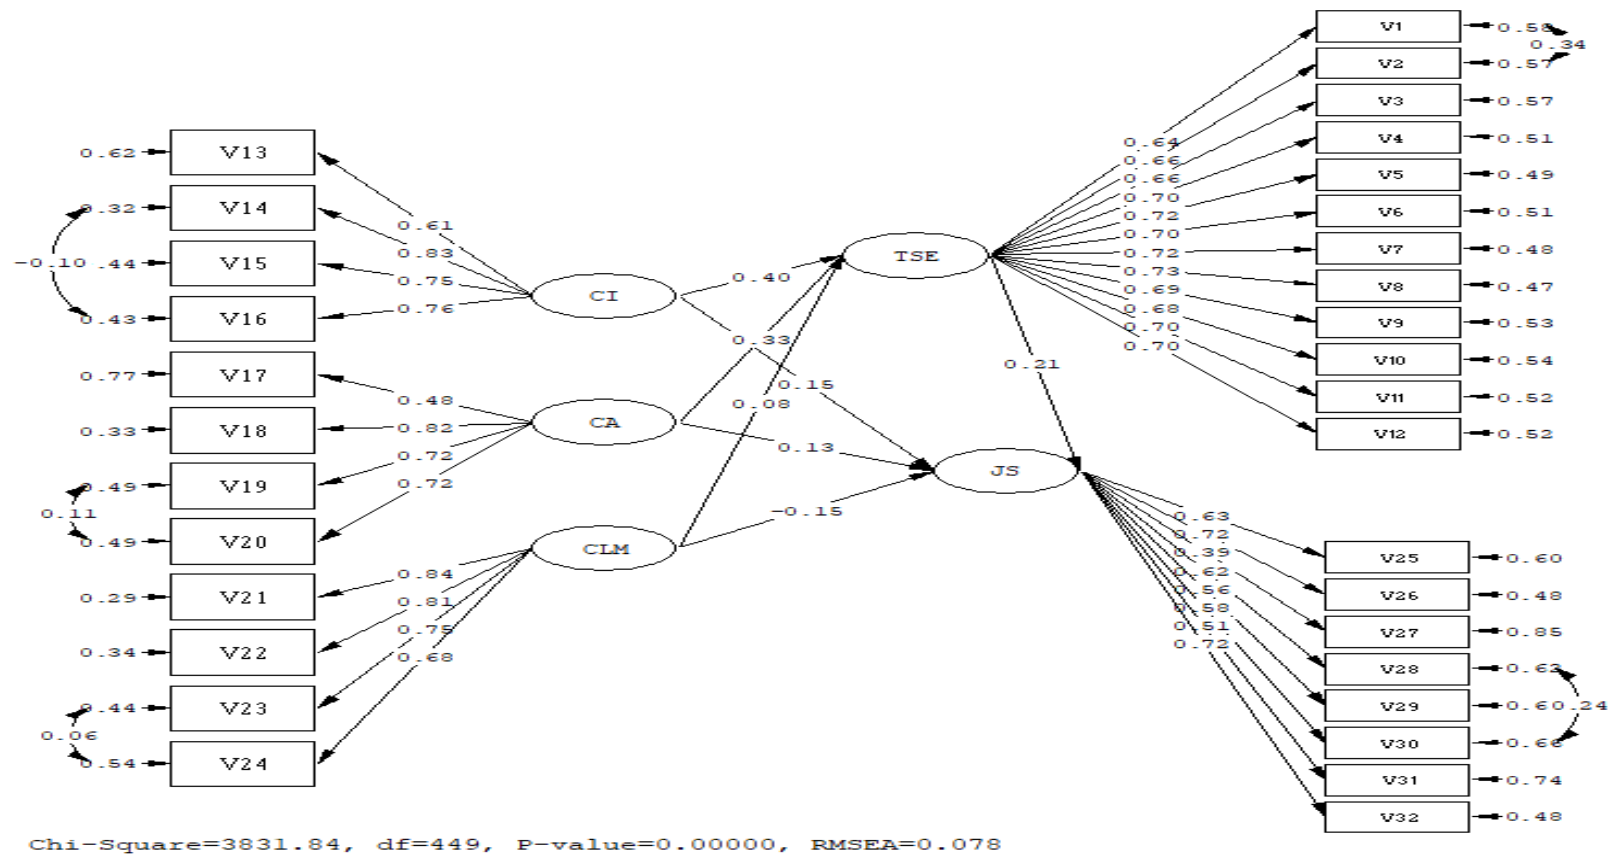 V1 0.58
0.34
V2 0.57
V3 0.57
V4 0.51
V5 0.49
V6 0.51
V7 0.48
V8 0.47
V9 0.53
V10 0.54
V11 0.52
V12 0.52
0.64
0.66
0.66
0.70
0.72
0.70
0.72
0.73
0.69
0.68
0.70
0.70
0.62 V13
0.32 V14
-0.10 .44 V15
0.43 V16
0.77 V17
0.33 V18
0.49 V19
0.11
0.49 V20
0.29 V21
0.34 V22
0.44 V23
0.06
0.54 V24
0.61
0.83
0.75
0.76
0.48
0.82
0.72
0.72
0.84
0.81
0.75
0.68
CI
CA
CLM
0.40
0.33
0.15
0.08
0.13
-0.15
TSE
0.21
JS
0.63
0.72
0.39
0.62
0.56
0.58
0.51
0.72
V25 0.60
V26 0.48
V27 0.85
V28
V29 0.60.24
V30 0.66
V31 0.74
V32 0.48
Chi-Square=3831.84, df=449, P-value=0.00000, RMSEA=0.078